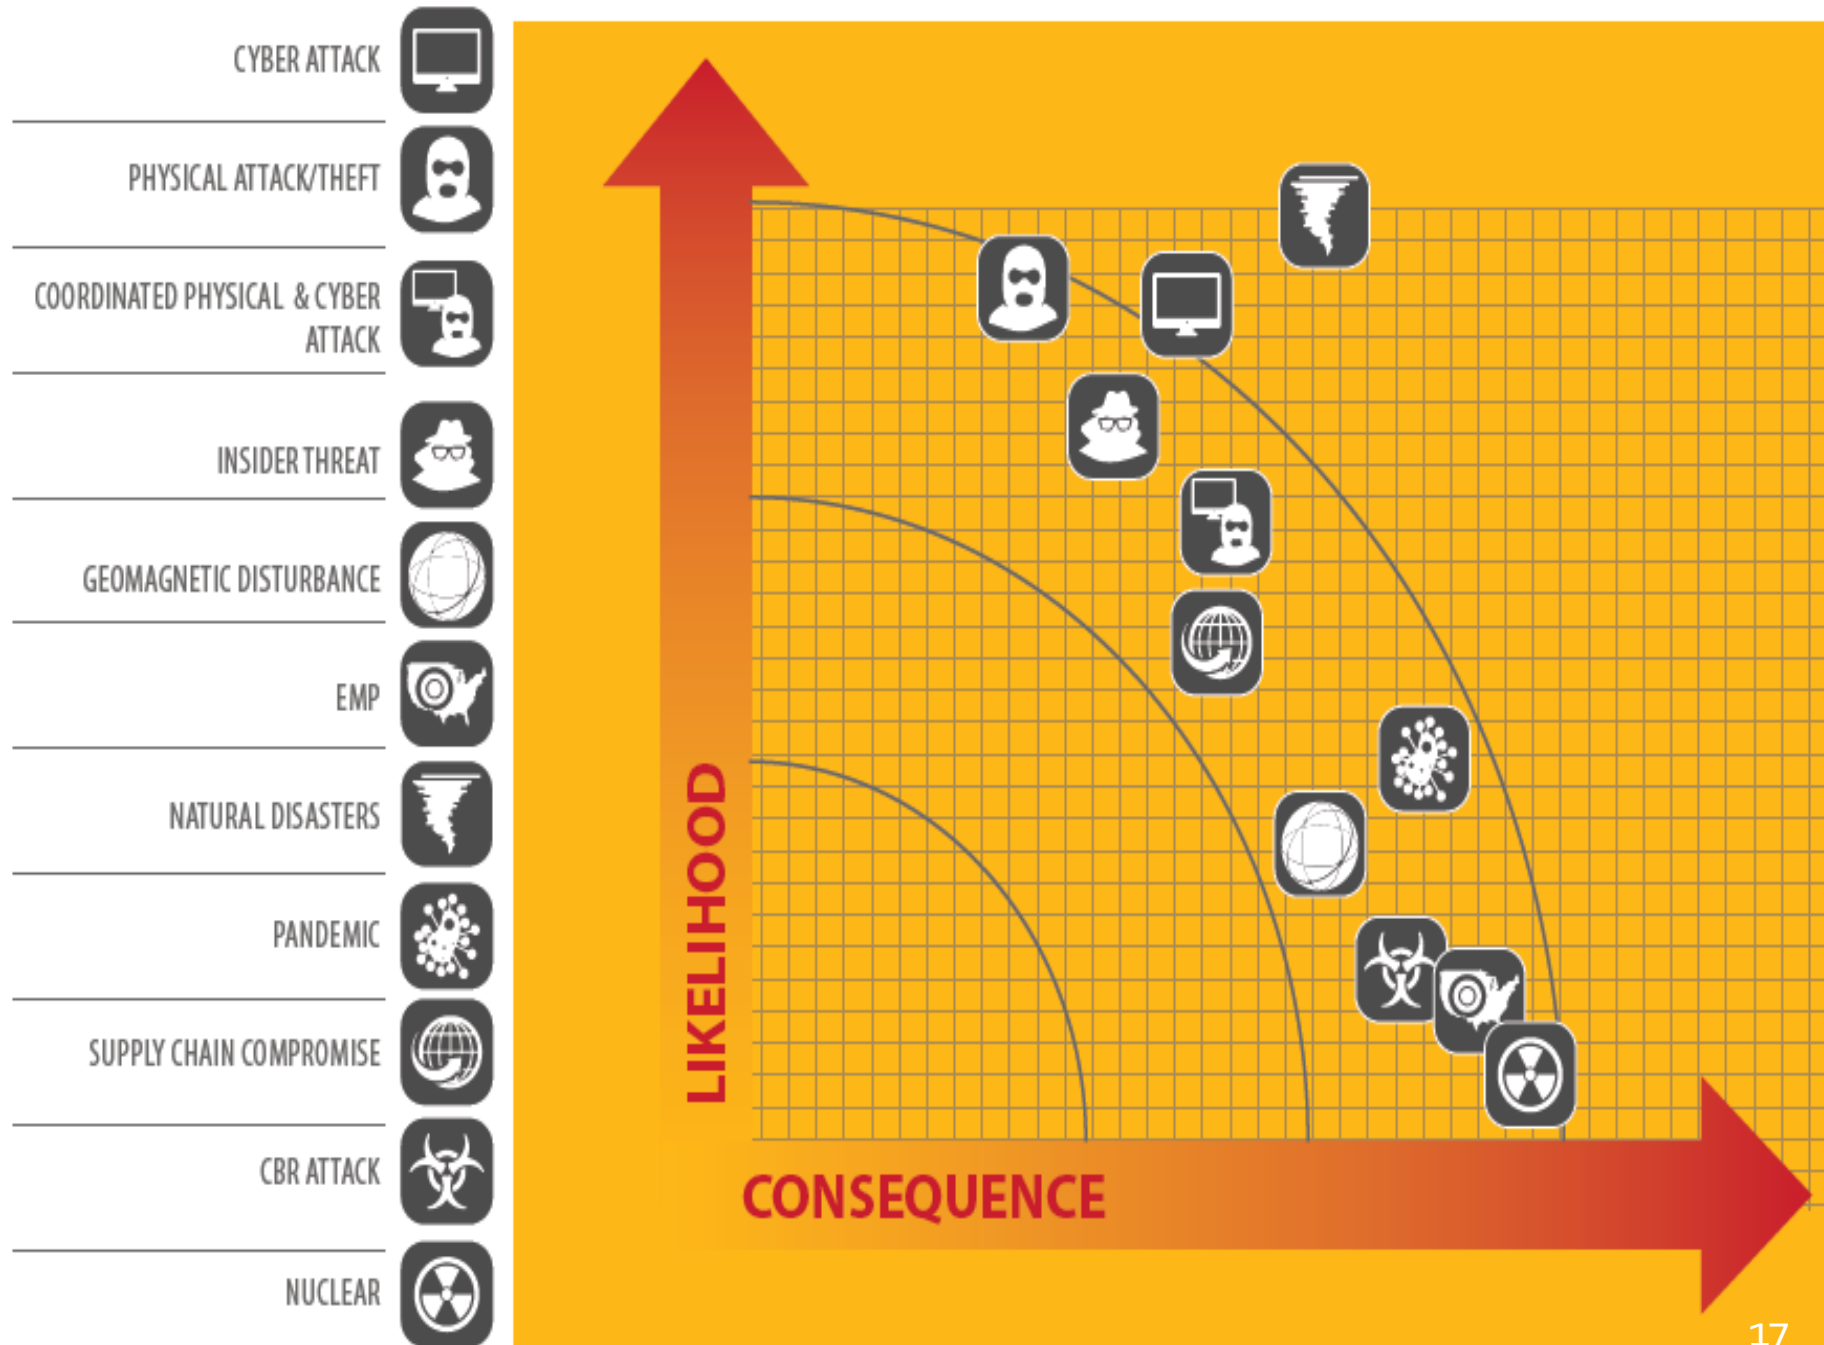 CYBER ATTACK
PHYSICAL ATTACK/THEFT
COORDINATED PHYSICAL & CYBER
ATTACK
INSIDER THREAT
GEOMAGNETIC DISTURBANCE
EMP
NATURAL DISASTERS
PANDEMIC
SUPPLY CHAIN COMPROMISE
CBR ATTACK
NUCLEAR
LIKELIHOOD
CONSEQUENCE
17